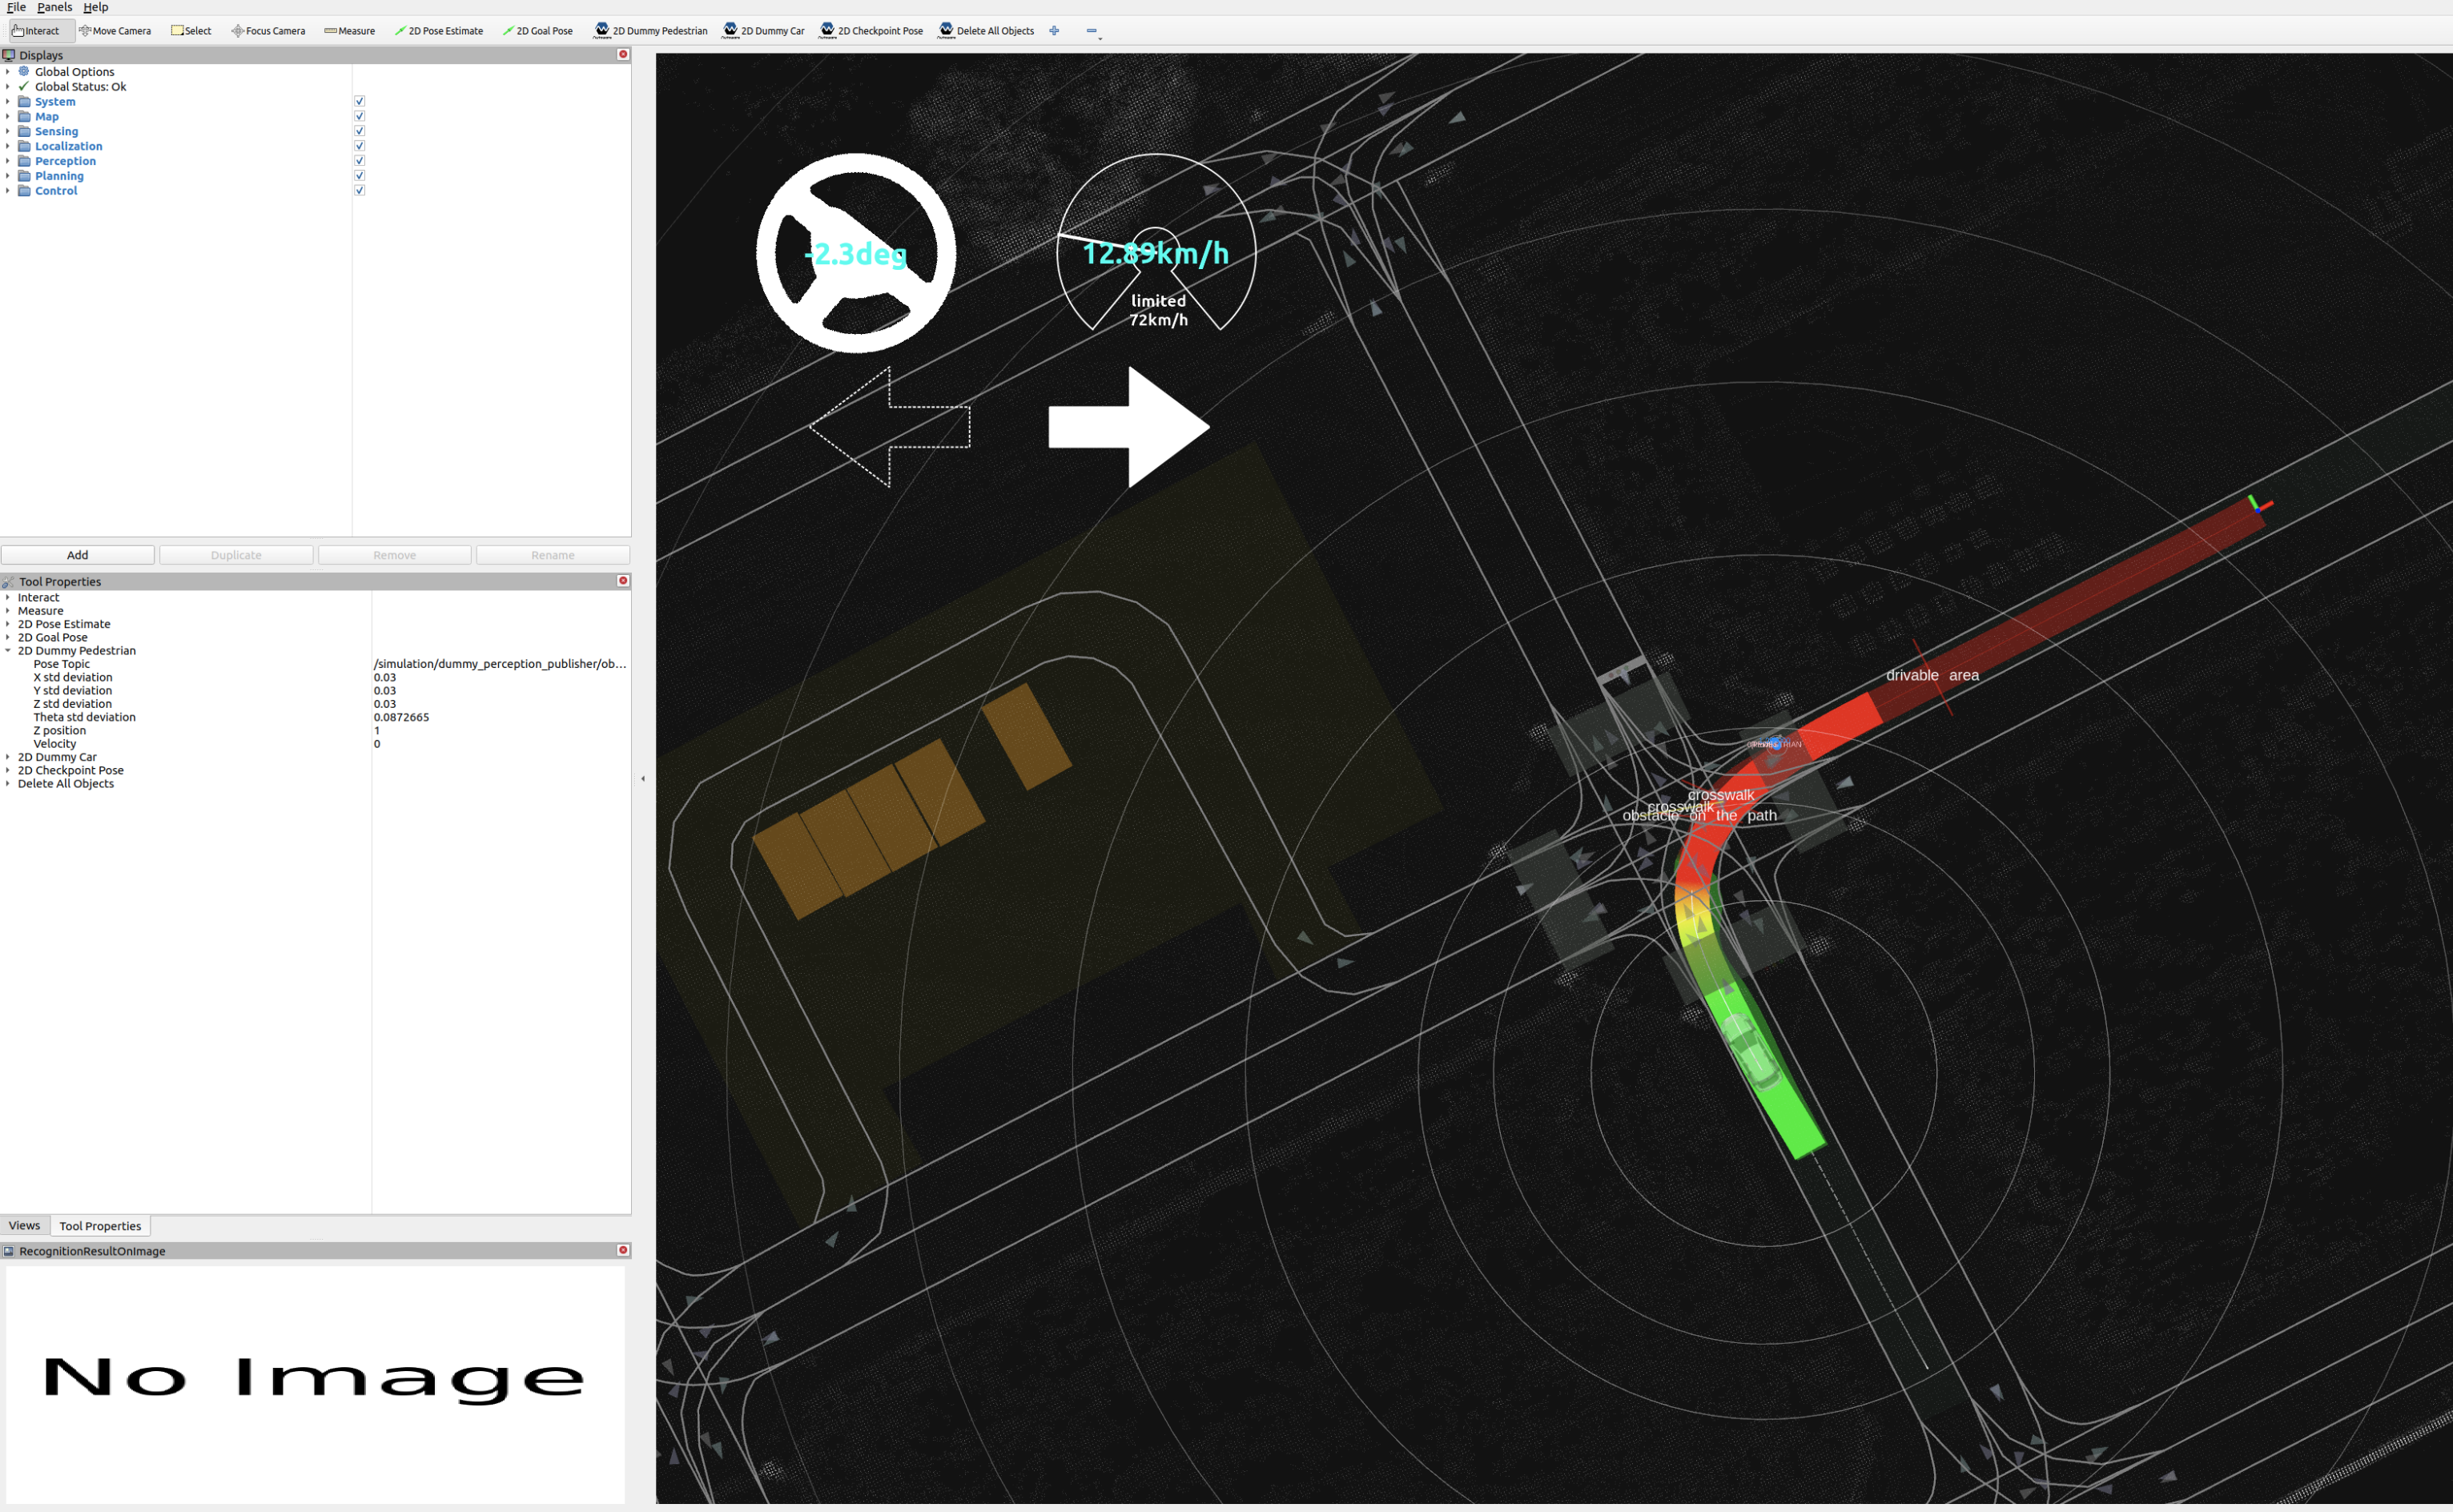 File Panels Help
Interact Move Camera Select Focus Camera Measure 2D Pose Estimate 2D Goal Pose 2D Dummy Pedestrian 2D Dummy Car 2D Checkpoint Pose Delete All Objects
Displays
Global Options
Global Status: Ok
System
Map
Sensing
Localization
Perception
Planning
Control
Add Duplicate Remove Rename
Tool Properties
Interact
Measure
2D Pose Estimate
2D Goal Pose
2D Dummy Pedestrian
Pose Topic /simulation/dummy_perception_publisher/ob...
X std deviation 0.03
Y std deviation 0.03
Z std deviation 0.03
Theta std deviation 0.0872665
Z position 1
Velocity 0
2D Dummy Car
2D Checkpoint Pose
Delete All Objects
Views Tool Properties
RecognitionResultOnImage
No Image
-2.3deg
12.89km/h
limited
72km/h
drivable area
crosswalk
crosswalk
obstacle on the path